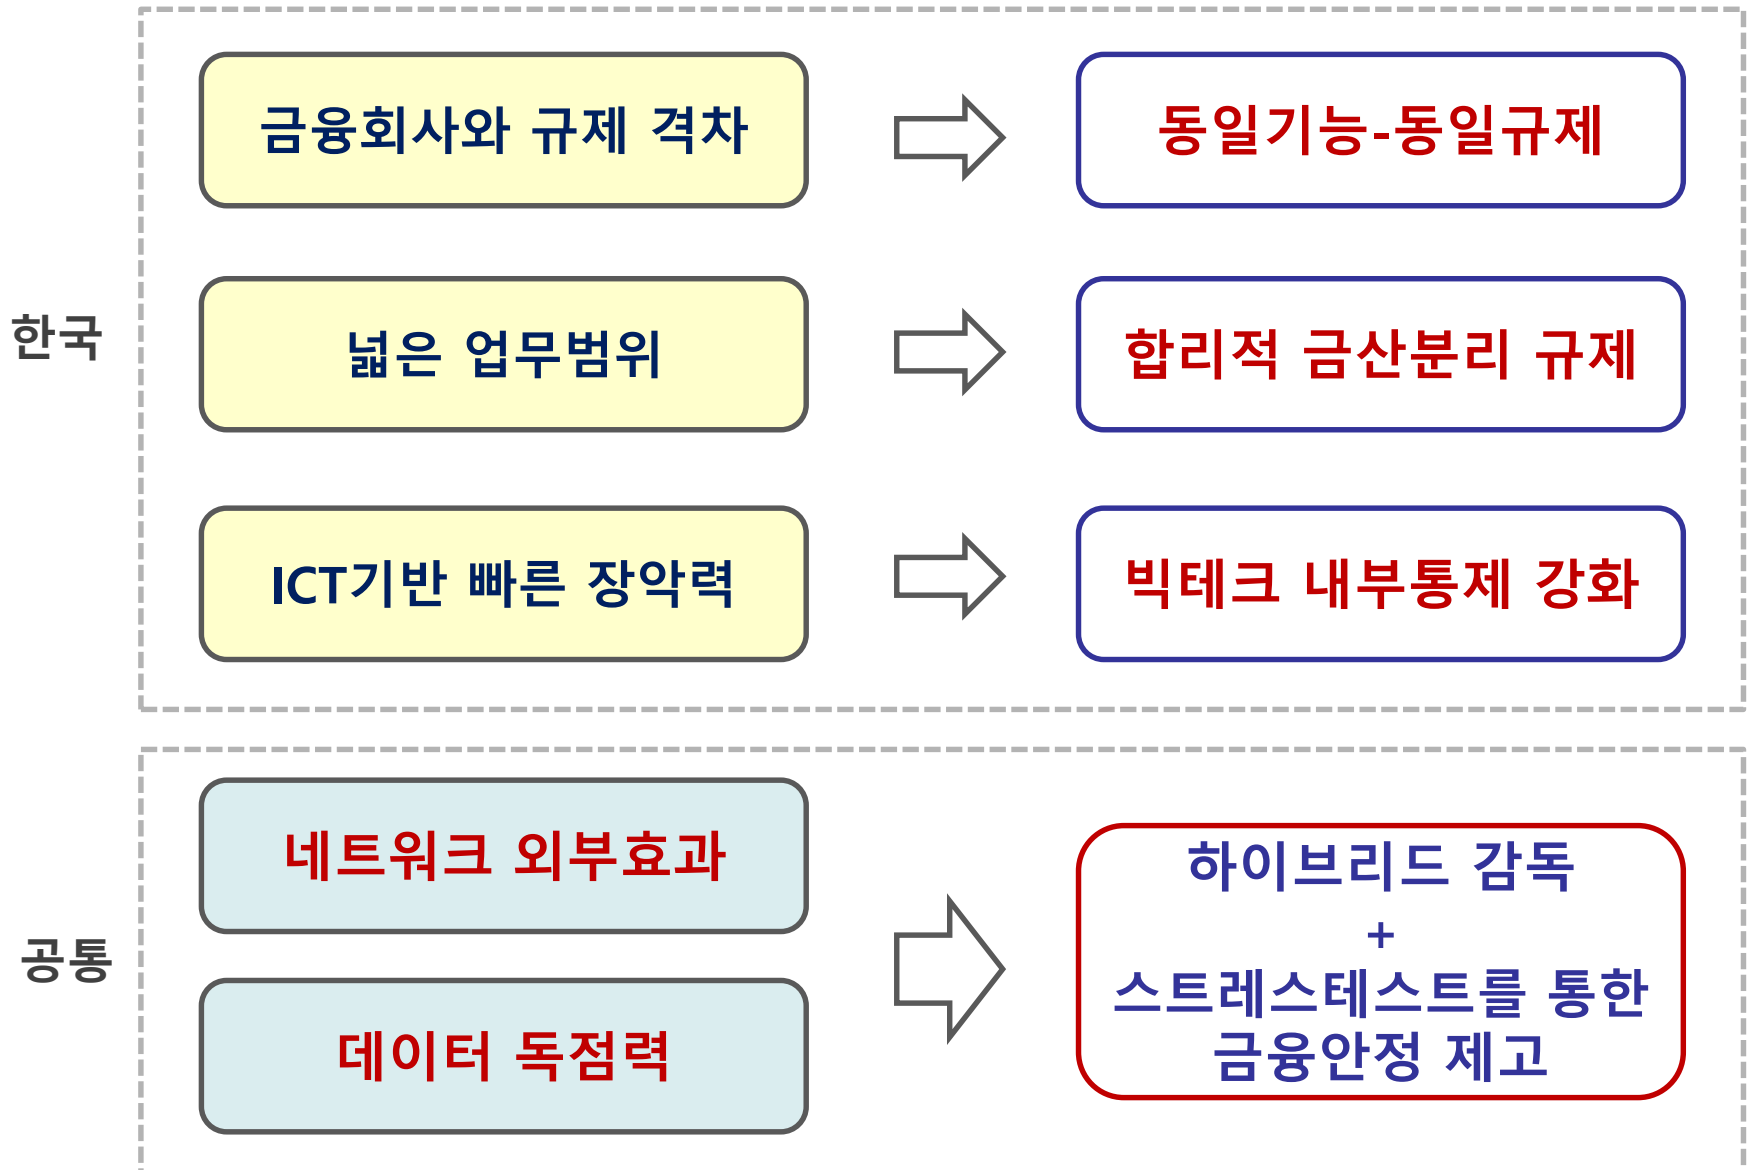 금융회사와 규제 격차
동일기능-동일규제
한국
넓은 업무범위
합리적 금산분리 규제
ICT기반 빠른 장악력
빅테크 내부통제 강화
네트워크 외부효과
하이브리드 감독
+
공통
스트레스테스트를 통한
금융안정 제고
데이터 독점력